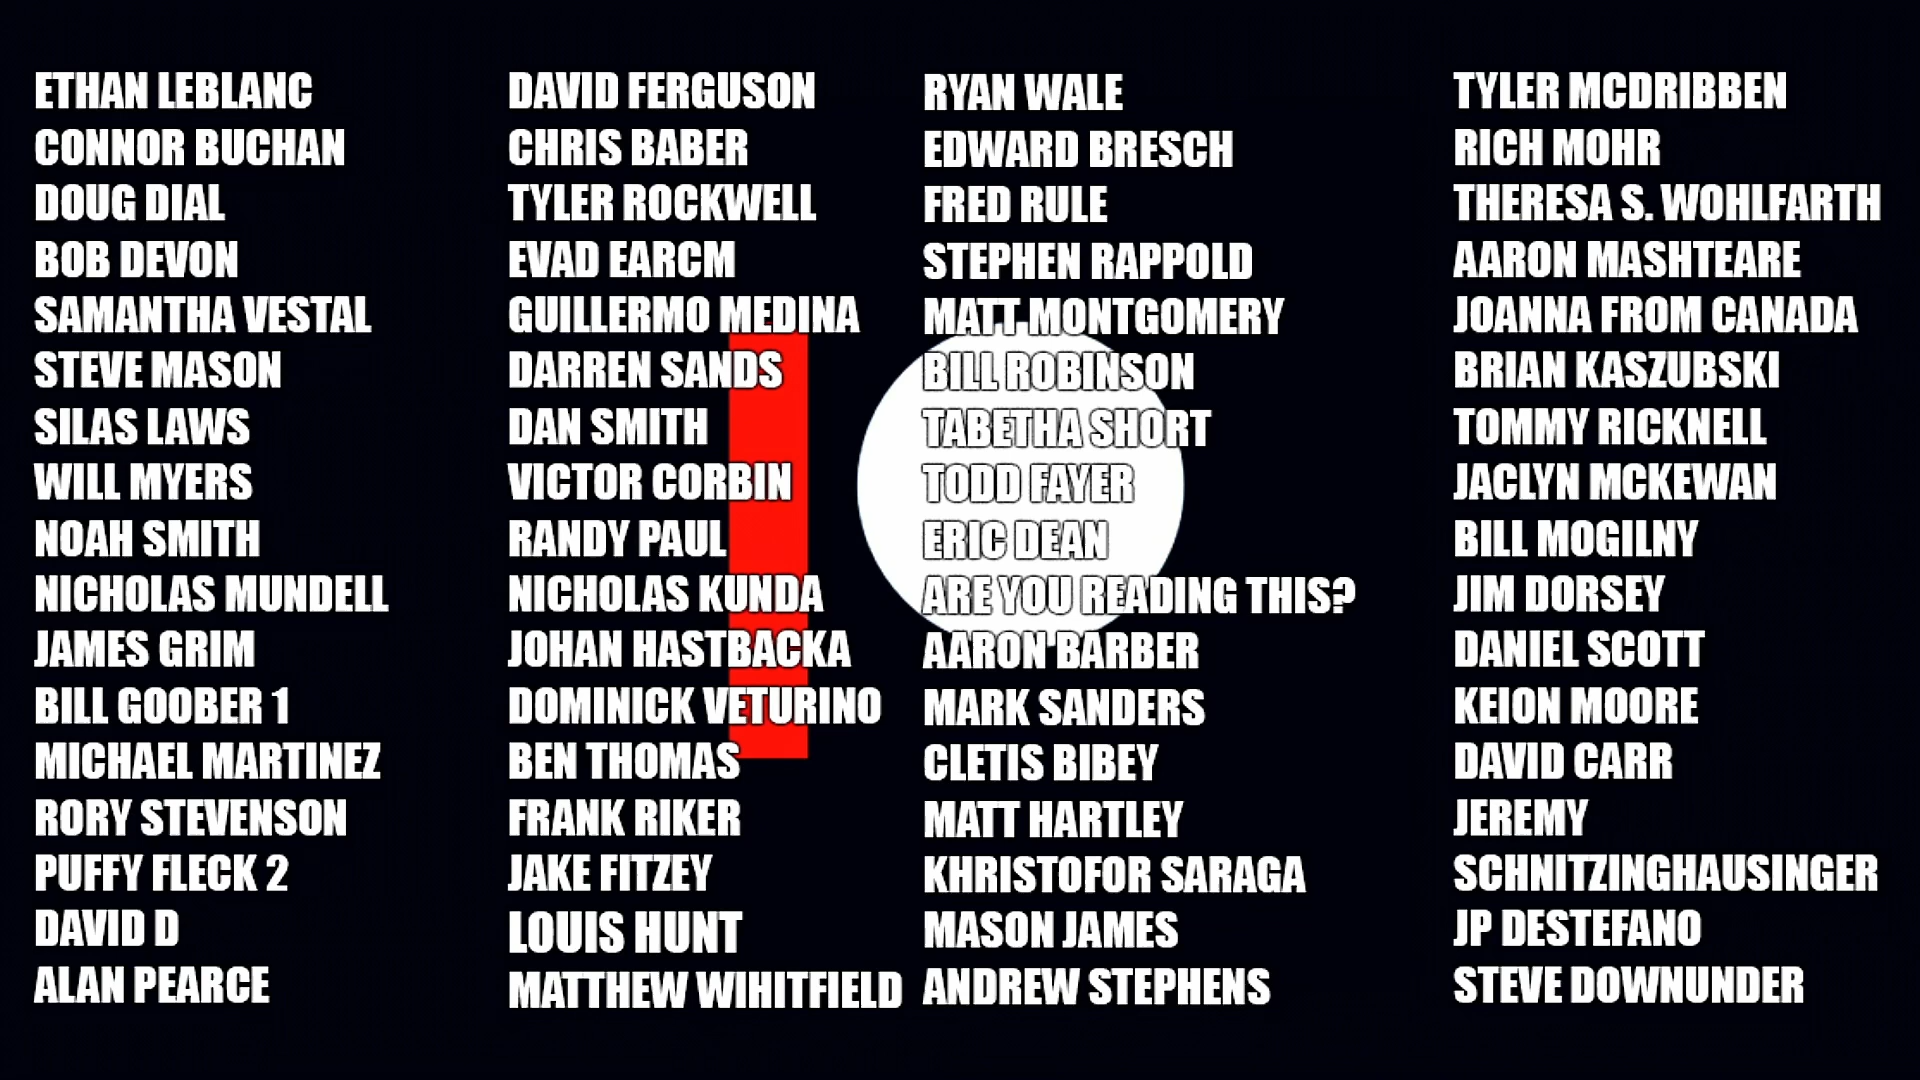 ETHAN LEBLANC
CONNOR BUCHAN
DOUG DIAL
BOB DEVON
SAMANTHA VESTAL
STEVE MASON
SILAS LAWS
WILL MYERS
NOAH SMITH
NICHOLAS MUNDELL
JAMES GRIM
BILL GOOBER 1
MICHAEL MARTINEZ
RORY STEVENSON
PUFFY FLECK 2
DAVID D
ALAN PEARCE
DAVID FERGUSON
CHRIS BABER
TYLER ROCKWELL
EVAD EARCM
GUILLERMO MEDINA
DARREN SANDS
DAN SMITH
VICTOR CORBIN
RANDY PAUL
NICHOLAS KUNDA
JOHAN HASTBACKA
DOMINICK VETURINO
BEN THOMAS
FRANK RIKER
JAKE FITZEY
LOUIS HUNT
MATTHEW WIHITFIELD
RYAN WALE
EDWARD BRESCH
FRED RULE
STEPHEN RAPPOLD
MATT MONTGOMERY
BILL ROBINSON
TABETHA SHORT
TODD FAYER
ERIC DEAN
ARE YOU READING THIS?
AARON BARBER
MARK SANDERS
CLETIS BIBEY
MATT HARTLEY
KHRISTOFOR SARAGA
MASON JAMES
ANDREW STEPHENS
TYLER MCDRIBBEN
RICH MOHR
THERESA S. WOHLFARTH
AARON MASHTEARE
JOANNA FROM CANADA
BRIAN KASZUBSKI
TOMMY RICKNELL
JACLYN MCKEWAN
BILL MOGILNY
JIM DORSEY
DANIEL SCOTT
KEION MOORE
DAVID CARR
JEREMY
SCHNITZINGHAUSINGER
JP DESTEFANO
STEVE DOWNUNDER